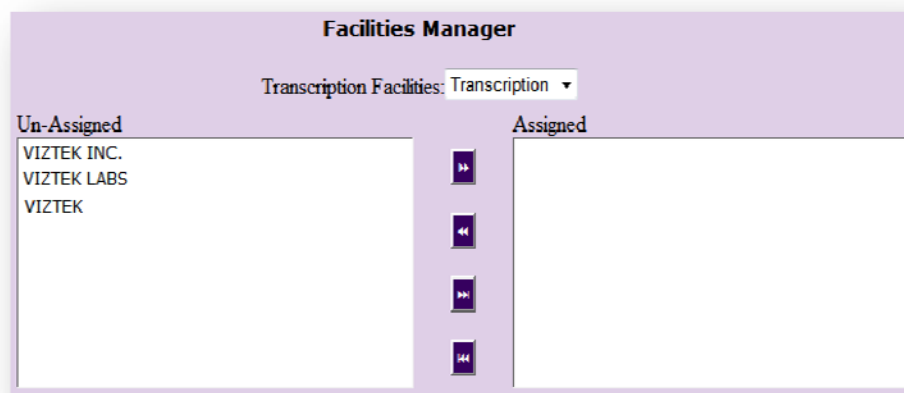 Facilities Manager
Transcription Facilities: Transcription
Un-Assigned
Assigned
VIZTEK INC.
VIZTEK LABS
VIZTEK